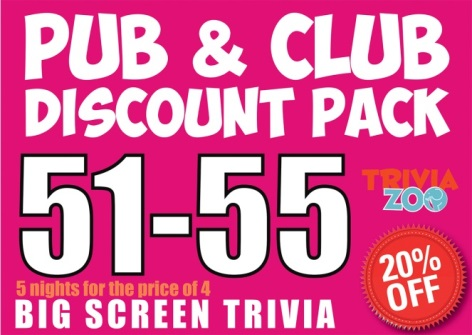 PUB & CLUB
DISCOUNT PACK
51-55
TRIVIA
ZOO
5 nights for the price of 4
BIG SCREEN TRIVIA
20%
OFF